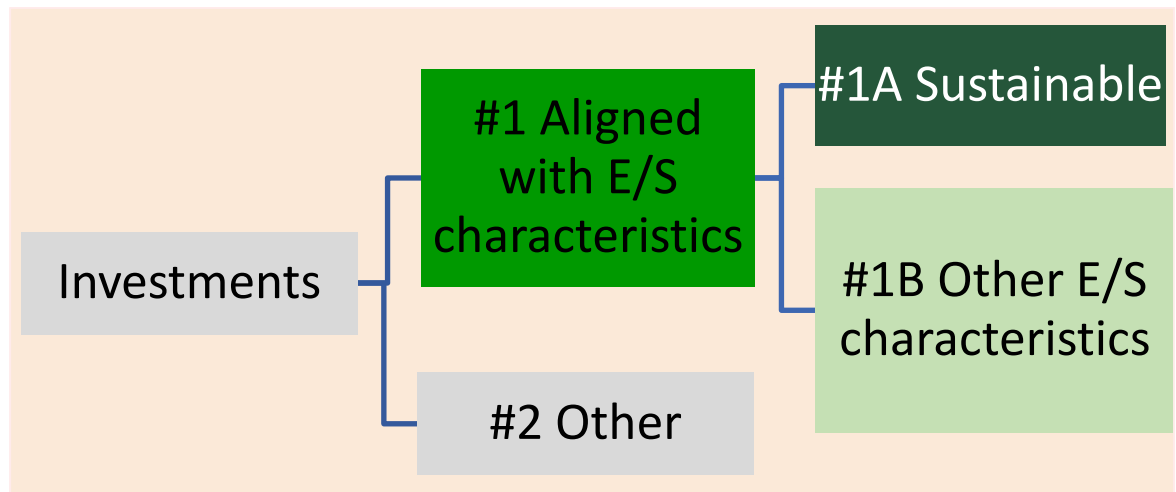 Investments
#1 Aligned
with E/S
characteristics
#2 Other
#1A Sustainable
#1B Other E/S
characteristics